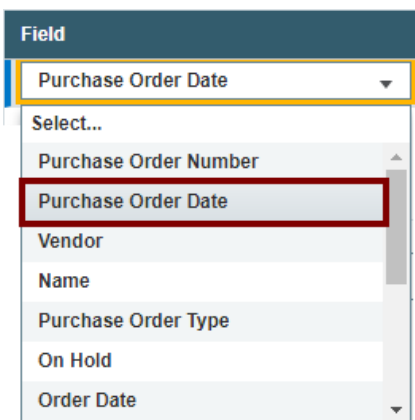 Field
Purchase Order Date
Select...
Purchase Order Number
Purchase Order Date
Vendor
Name
Purchase Order Type
On Hold
Order Date